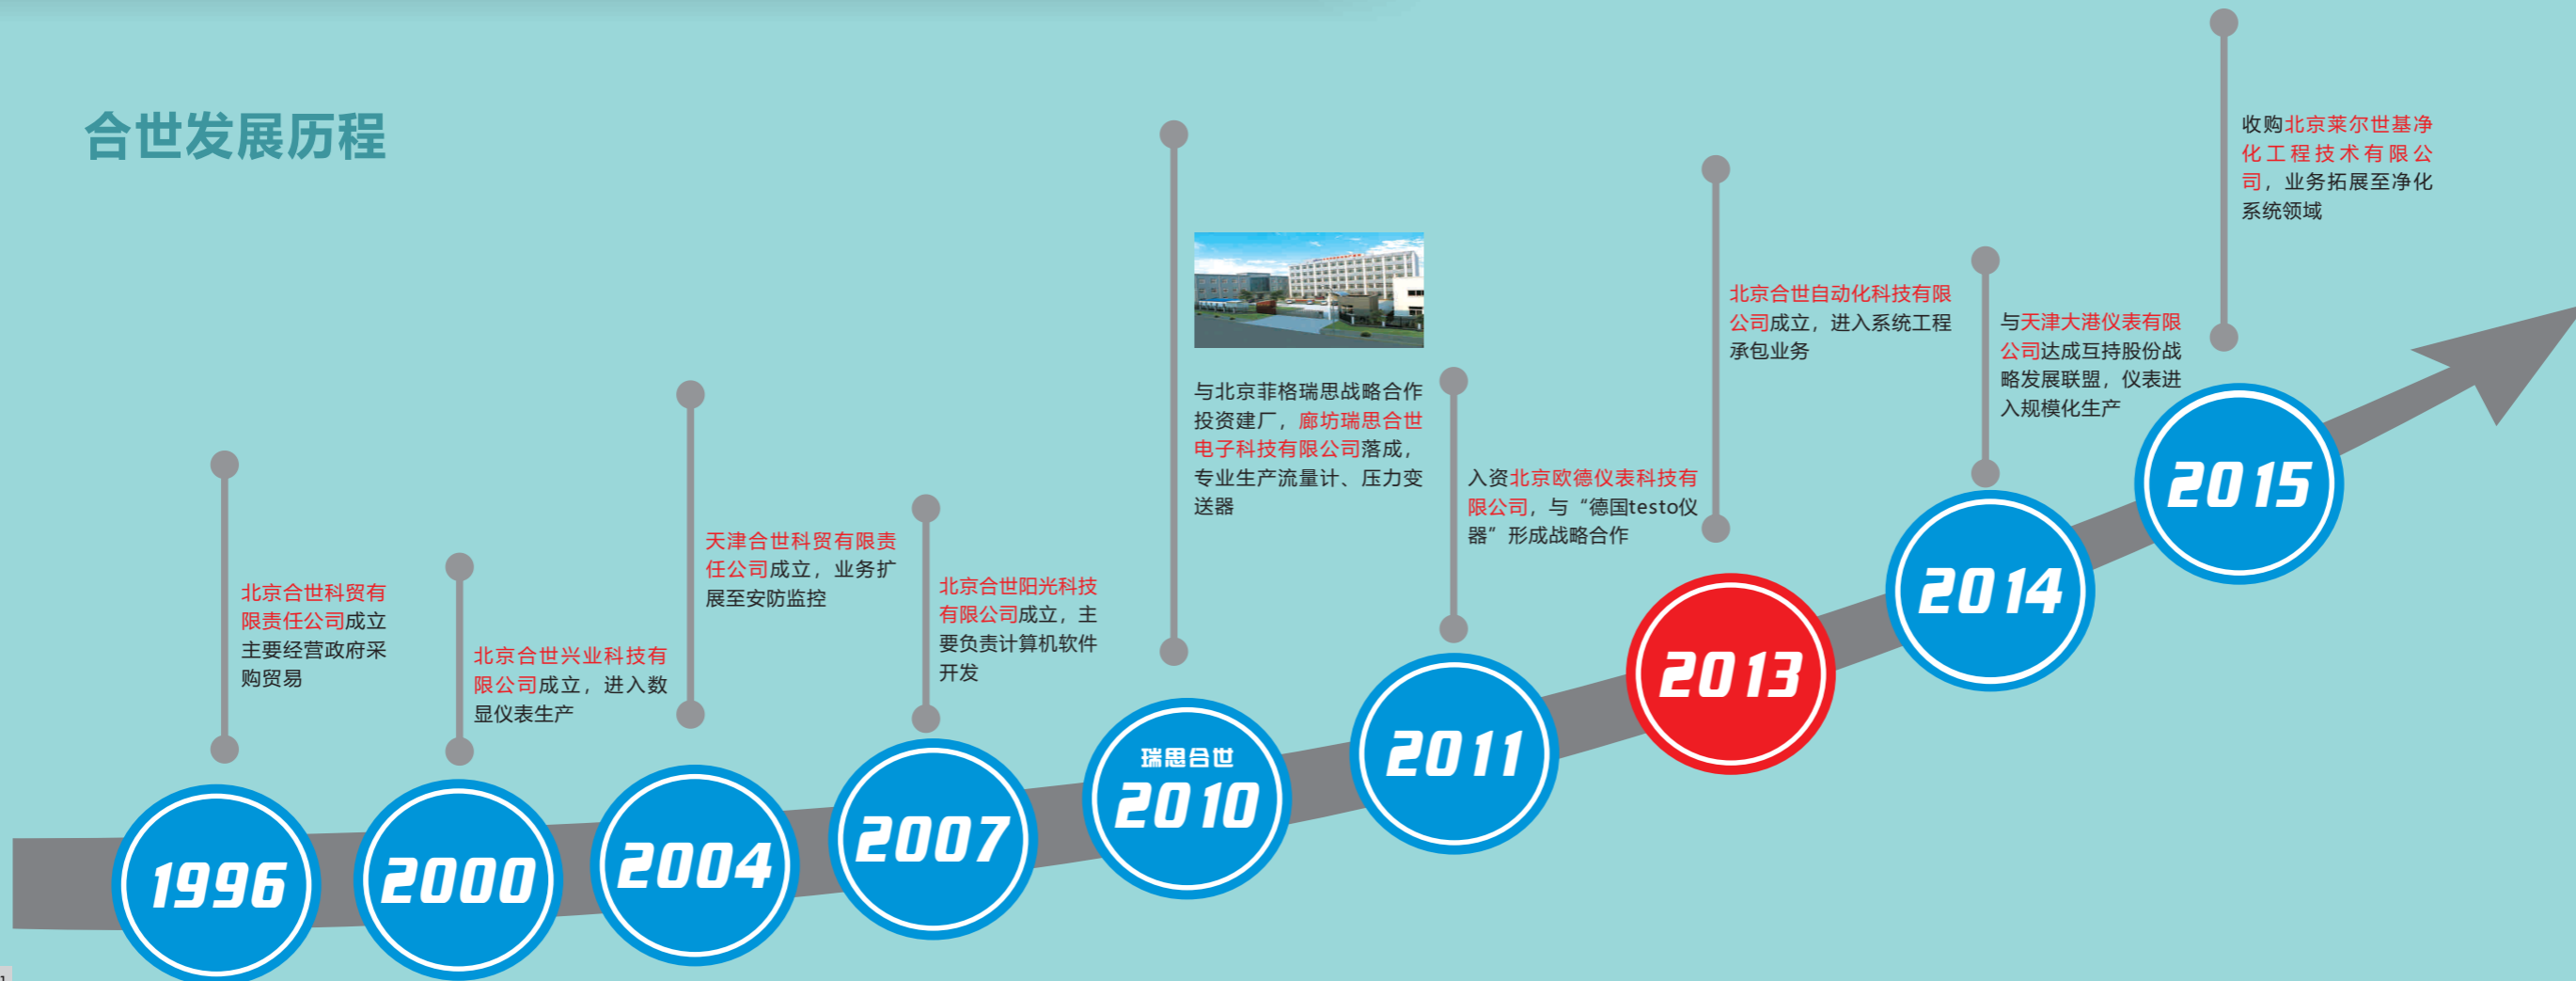 合世发展历程
北京合世科贸有
限责任公司成立
主要经营政府采
购贸易
1996
北京合世兴业科技有
限公司成立，进入数
显仪表生产
2000
天津合世科贸有限责
任公司成立，业务扩
展至安防监控
2004
北京合世阳光科技
有限公司成立，主
要负责计算机软件
开发
2007
与北京菲格瑞思战略合作
投资建厂，廊坊瑞思合世
电子科技有限公司落成，
专业生产流量计、压力变
送器
瑞思合世
2010
入资北京欧德仪表科技有
限公司，与“德国testo仪
器”形成战略合作
2011
北京合世自动化科技有限
公司成立，进入系统工程
承包业务
2013
与天津大港仪表有限
公司达成互持股份战
略发展联盟，仪表进
入规模化生产
2014
收购北京莱尔世基净
化工程技术有限公
司，业务拓展至净化
系统领域
2015